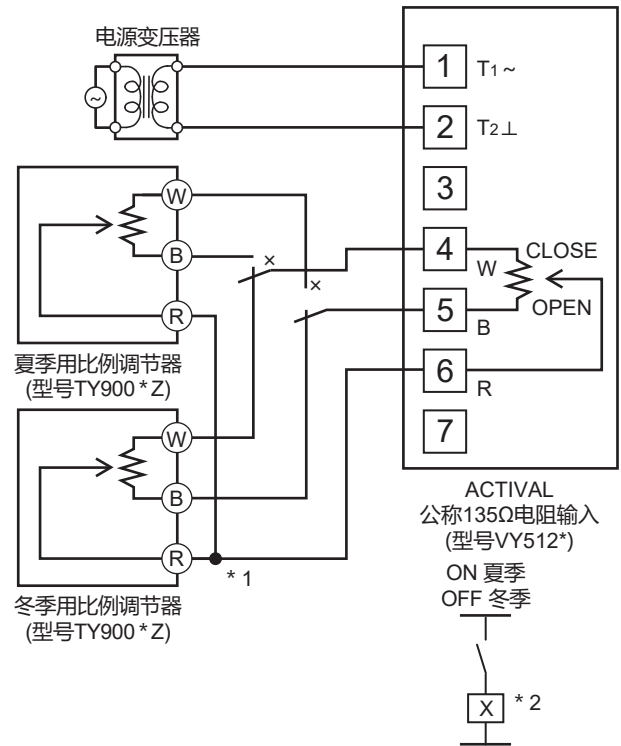 电源变压器
~
1 T1~
2 T2⊥
3
4 W CLOSE
5 B OPEN
6 R
7
W
B
R
×
×
夏季用比例调节器
(型号TY900*Z)
W
B
R
*1
冬季用比例调节器
(型号TY900*Z)
ACTIVAL
公称135Ω电阻输入
(型号VY512*)
ON 夏季
OFF 冬季
X *2